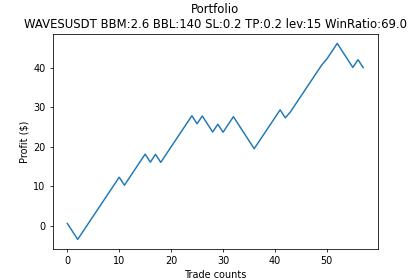 Portfolio
WAVESUSDT BBM:2.6 BBL:140 SL:0.2 TP:0.2 lev:15 WinRatio:69.0
40
30
20
10
0
Profit ($)
0 10 20 30 40 50
Trade counts